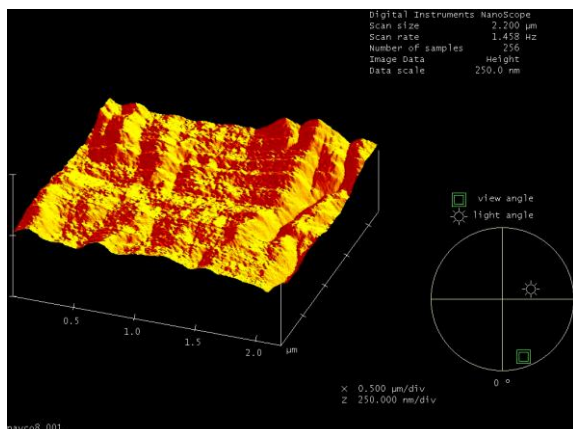 Digital Instruments NanoScope
Scan size 2.200 µm
Scan rate 1.458 Hz
Number of samples 256
Image Data Height
Data scale 250.0 nm
view angle
light angle
0.5
1.0
1.5
2.0
µm
0 °
X 0.500 µm/div
Z 250.000 nm/div